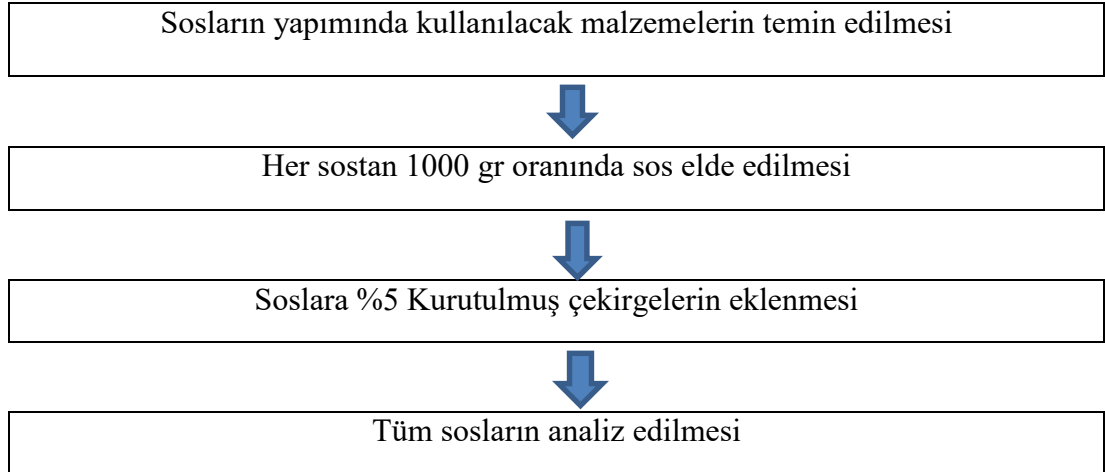 Sosların yapımında kullanılacak malzemelerin temin edilmesi
Her sostan 1000 gr oranında sos elde edilmesi
Soslara %5 Kurutulmuş çekirgelerin eklenmesi
Tüm sosların analiz edilmesi